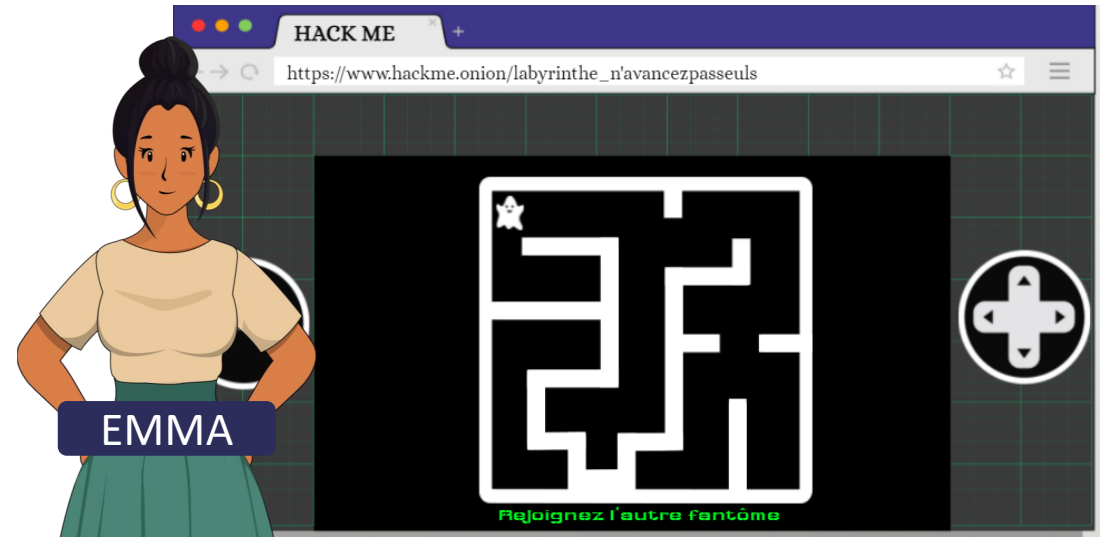 HACK ME
https://www.hackme.onion/labyrinthe_n'avancezpasseuls
EMMA
Rejoignez l'autre fantôme